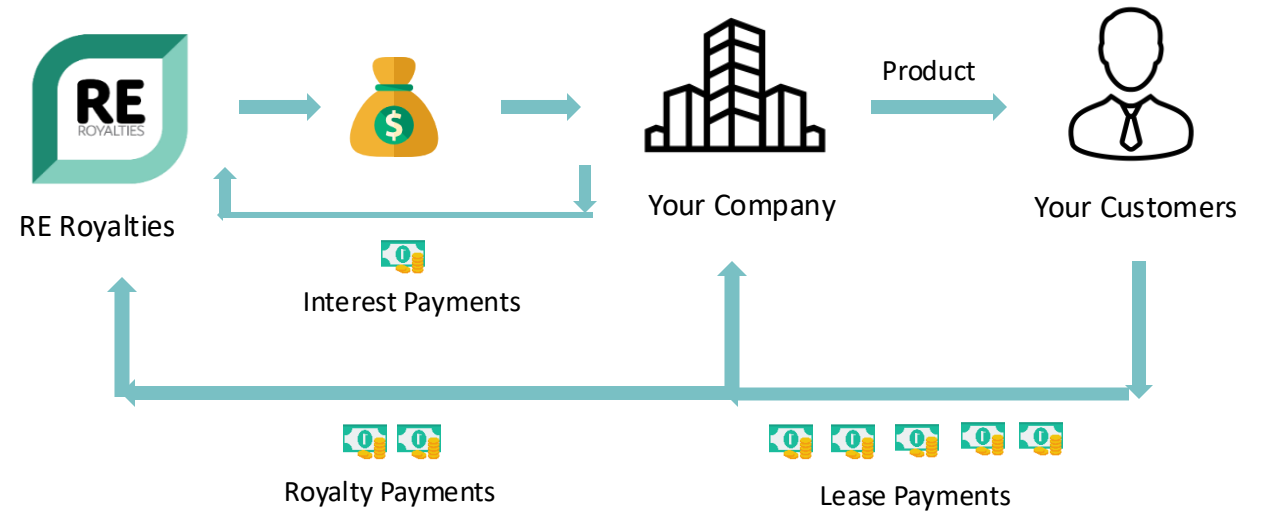 RE
ROYALTIES
$
Product
RE Royalties
Your Company
Your Customers
Interest Payments
Royalty Payments
Lease Payments